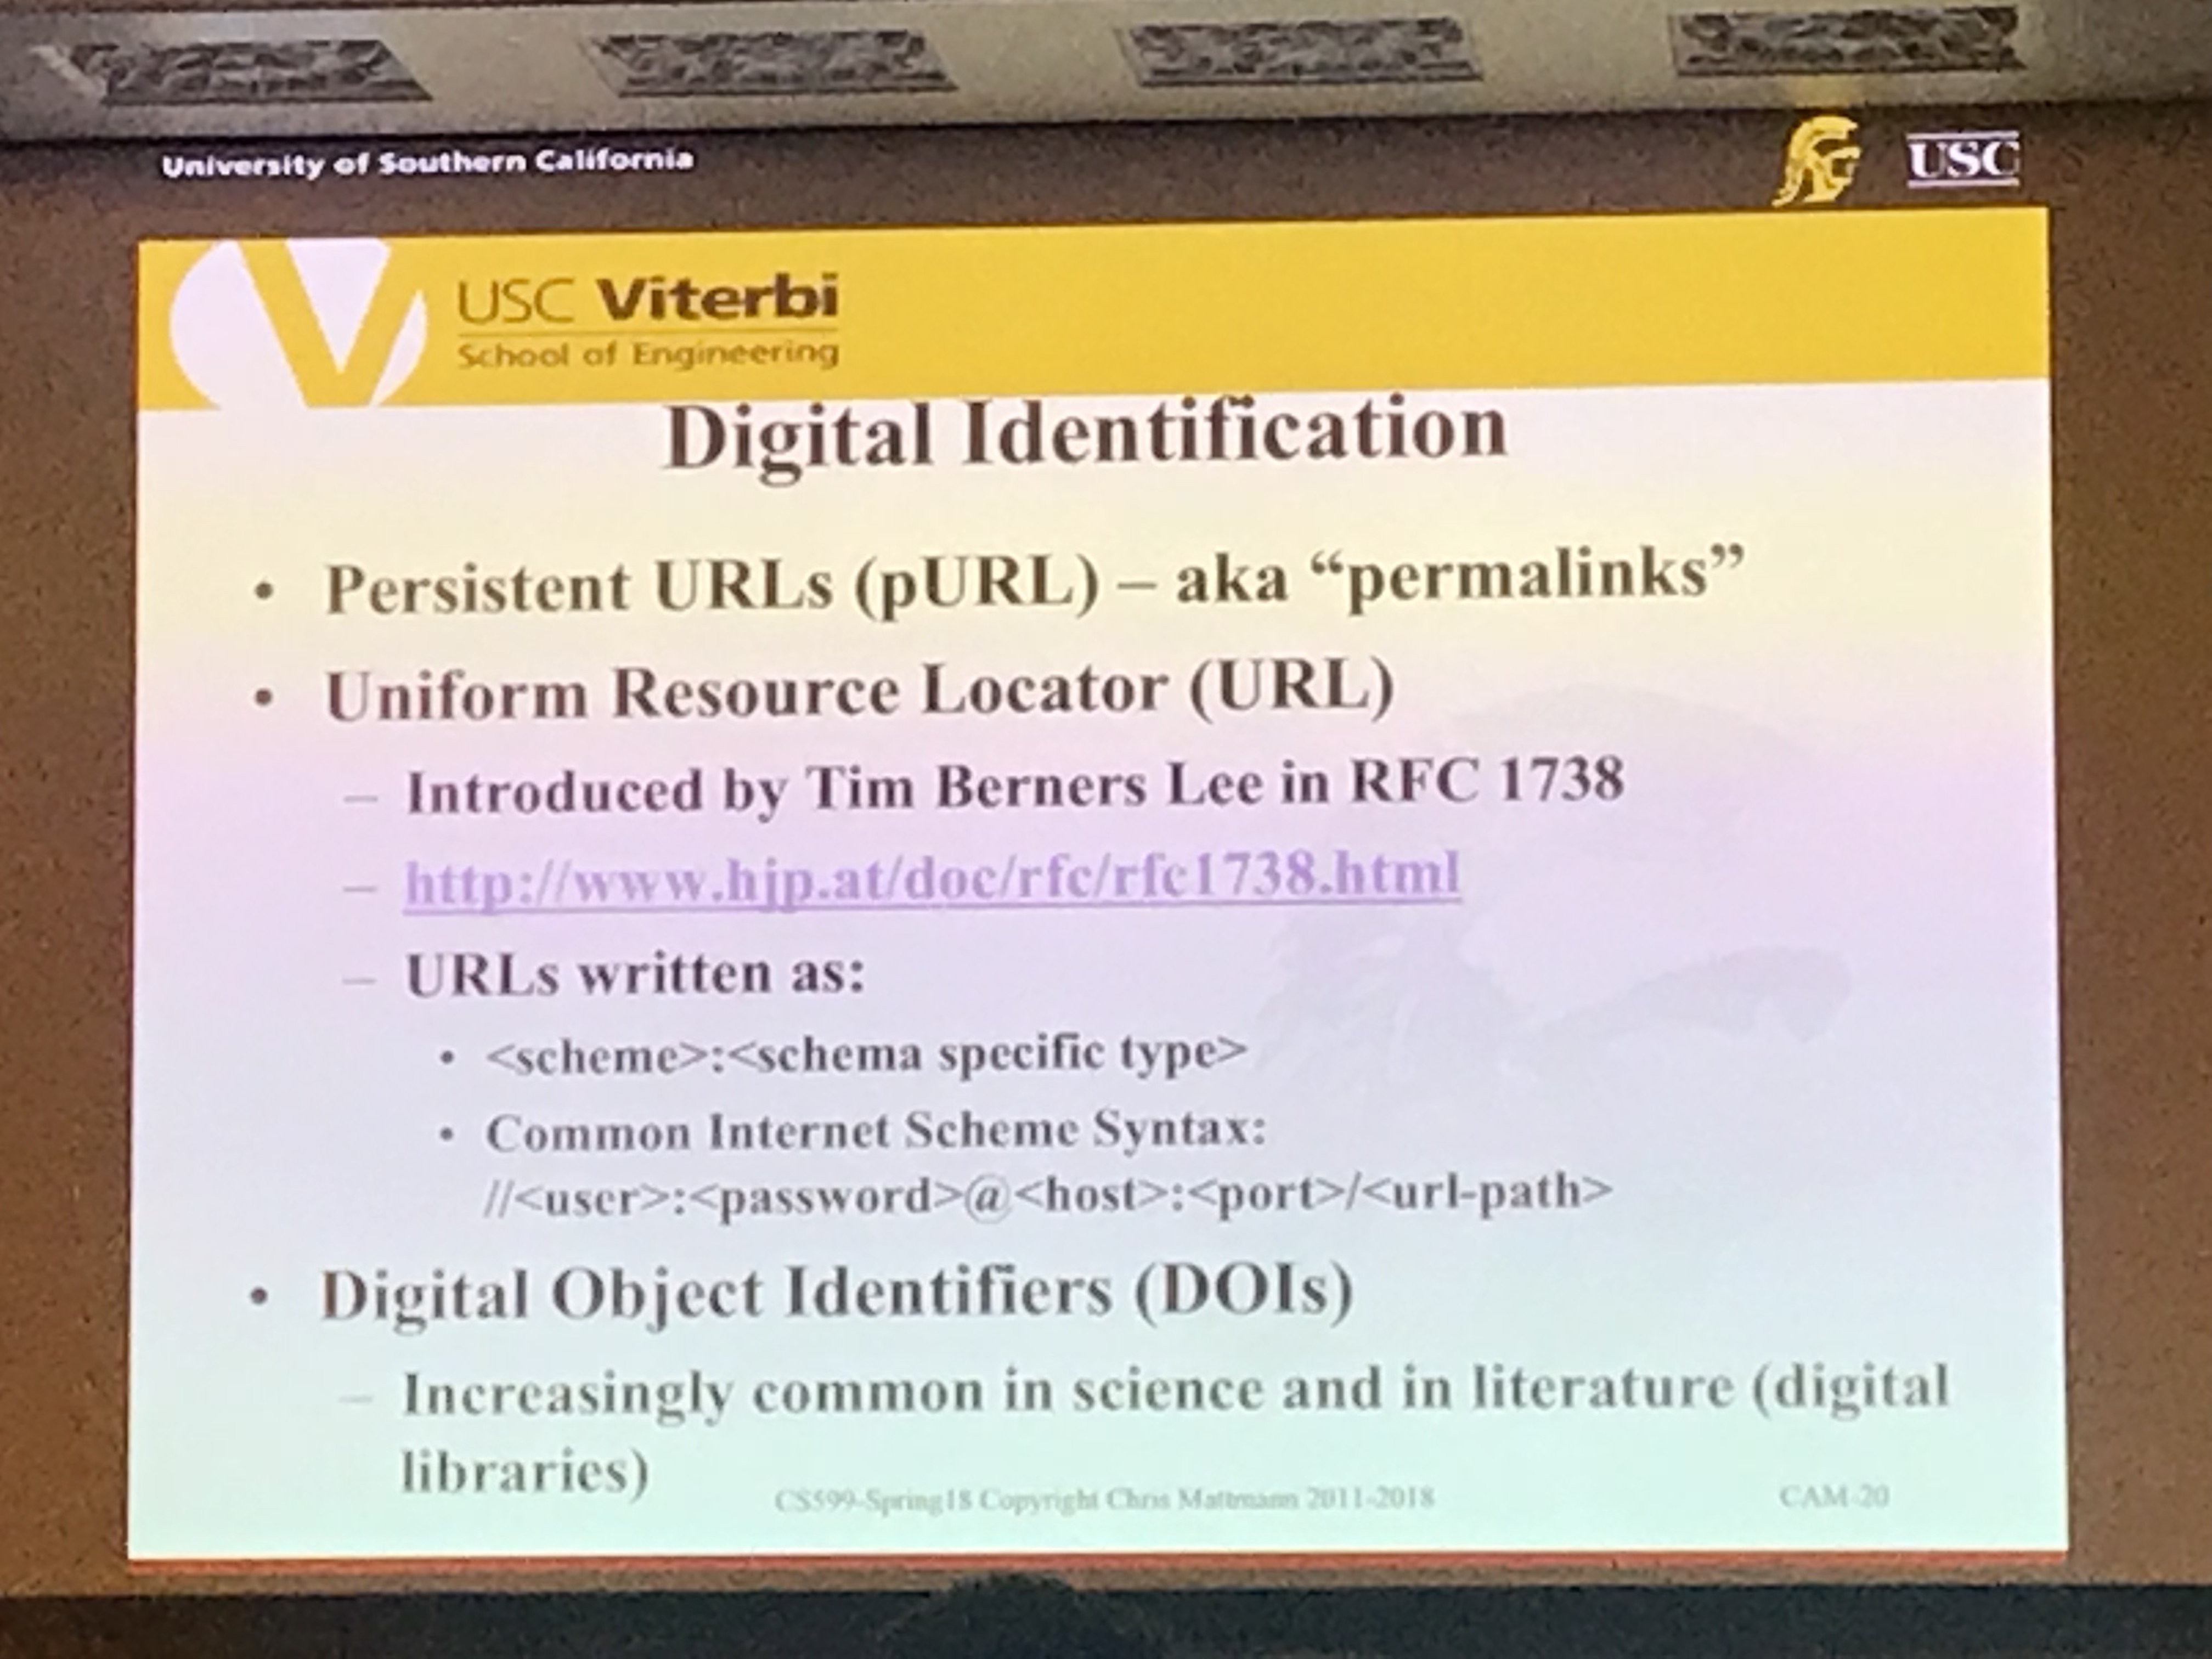 University of Southern California
USC
USC Viterbi
School of Engineering
Digital Identification
• Persistent URLs (pURL) – aka “permalinks”
• Uniform Resource Locator (URL)
– Introduced by Tim Berners Lee in RFC 1738
– http://www.hjp.at/doc/rfc/rfc1738.html
– URLs written as:
• <scheme>:<schema specific type>
• Common Internet Scheme Syntax:
//<user>:<password>@<host>:<port>/<url-path>
• Digital Object Identifiers (DOIs)
– Increasingly common in science and in literature (digital
libraries)
CS599-Spring18 Copyright Chris Mattmann 2011-2018
CAM-20